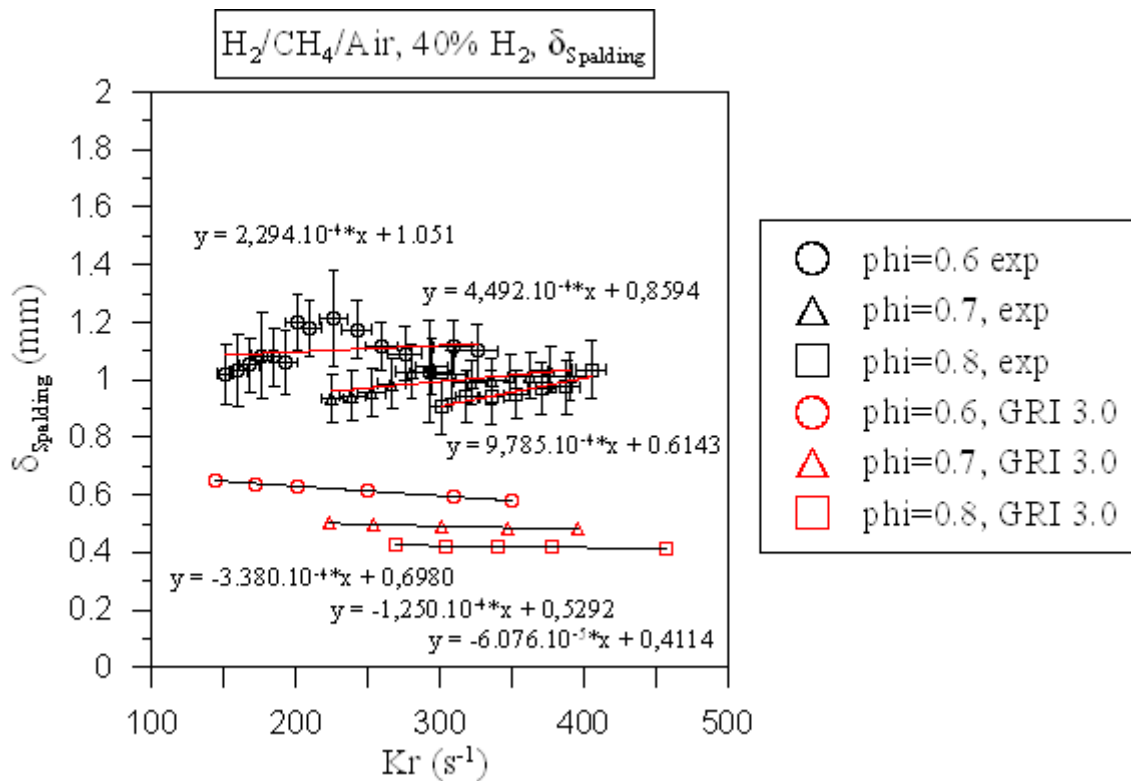 H₂/CH₄/Air, 40% H₂, δSpalding
2
1.8
1.6
1.4
1.2
1
0.8
0.6
0.4
0.2
0
δSpalding (mm)
y = 2,294.10⁻⁴*x + 1.051
y = 4,492.10⁻⁴*x + 0,8594
y = 9,785.10⁻⁴*x + 0.6143
y = -3.380.10⁻⁴*x + 0,6980
y = -1,250.10⁻⁴*x + 0,5292
y = -6.076.10⁻⁵*x + 0,4114
100 200 300 400 500
Kr (s⁻¹)
phi=0.6 exp
phi=0.7, exp
phi=0.8, exp
phi=0.6, GRI 3.0
phi=0.7, GRI 3.0
phi=0.8, GRI 3.0